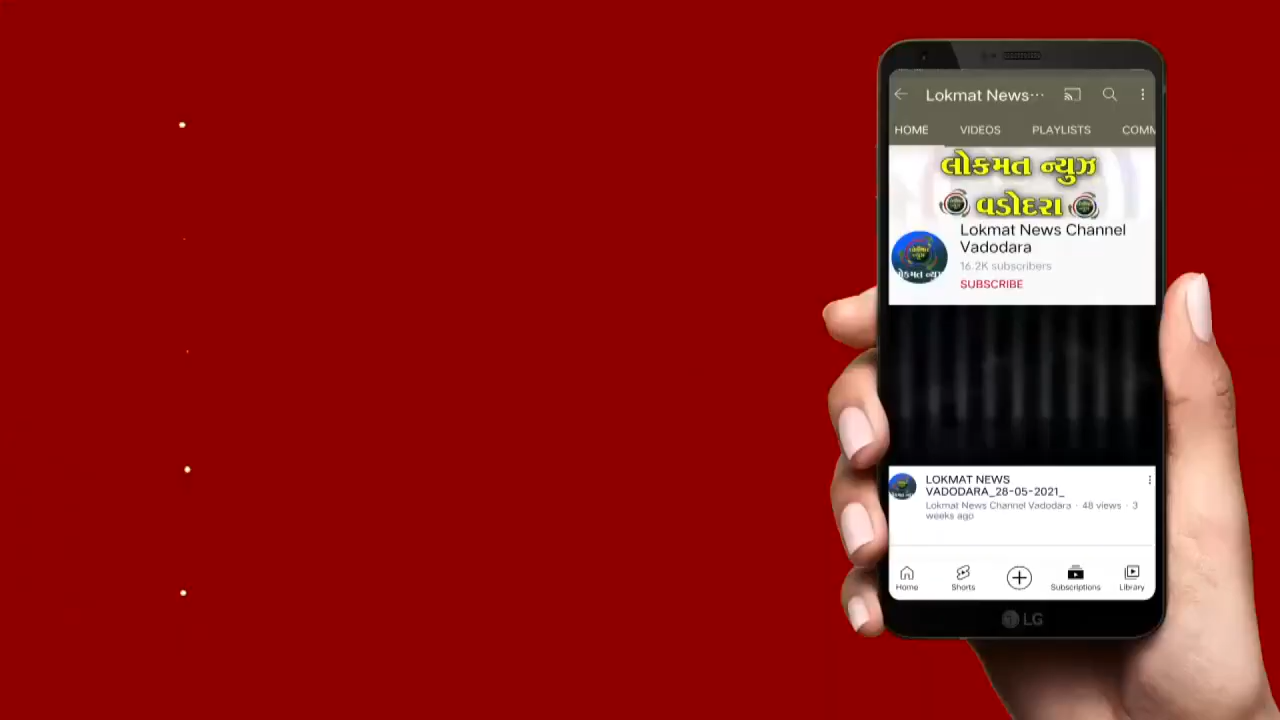 Lokmat News...
HOME VIDEOS PLAYLISTS COMM
લોકમત ન્યુઝ
વડોદરા
Lokmat News Channel
Vadodara
16.2K subscribers
SUBSCRIBE
LOKMAT NEWS
VADODARA_28-05-2021_
Lokmat News Channel Vadodara · 48 views · 3
weeks ago
Home Shorts Subscriptions Library
LG